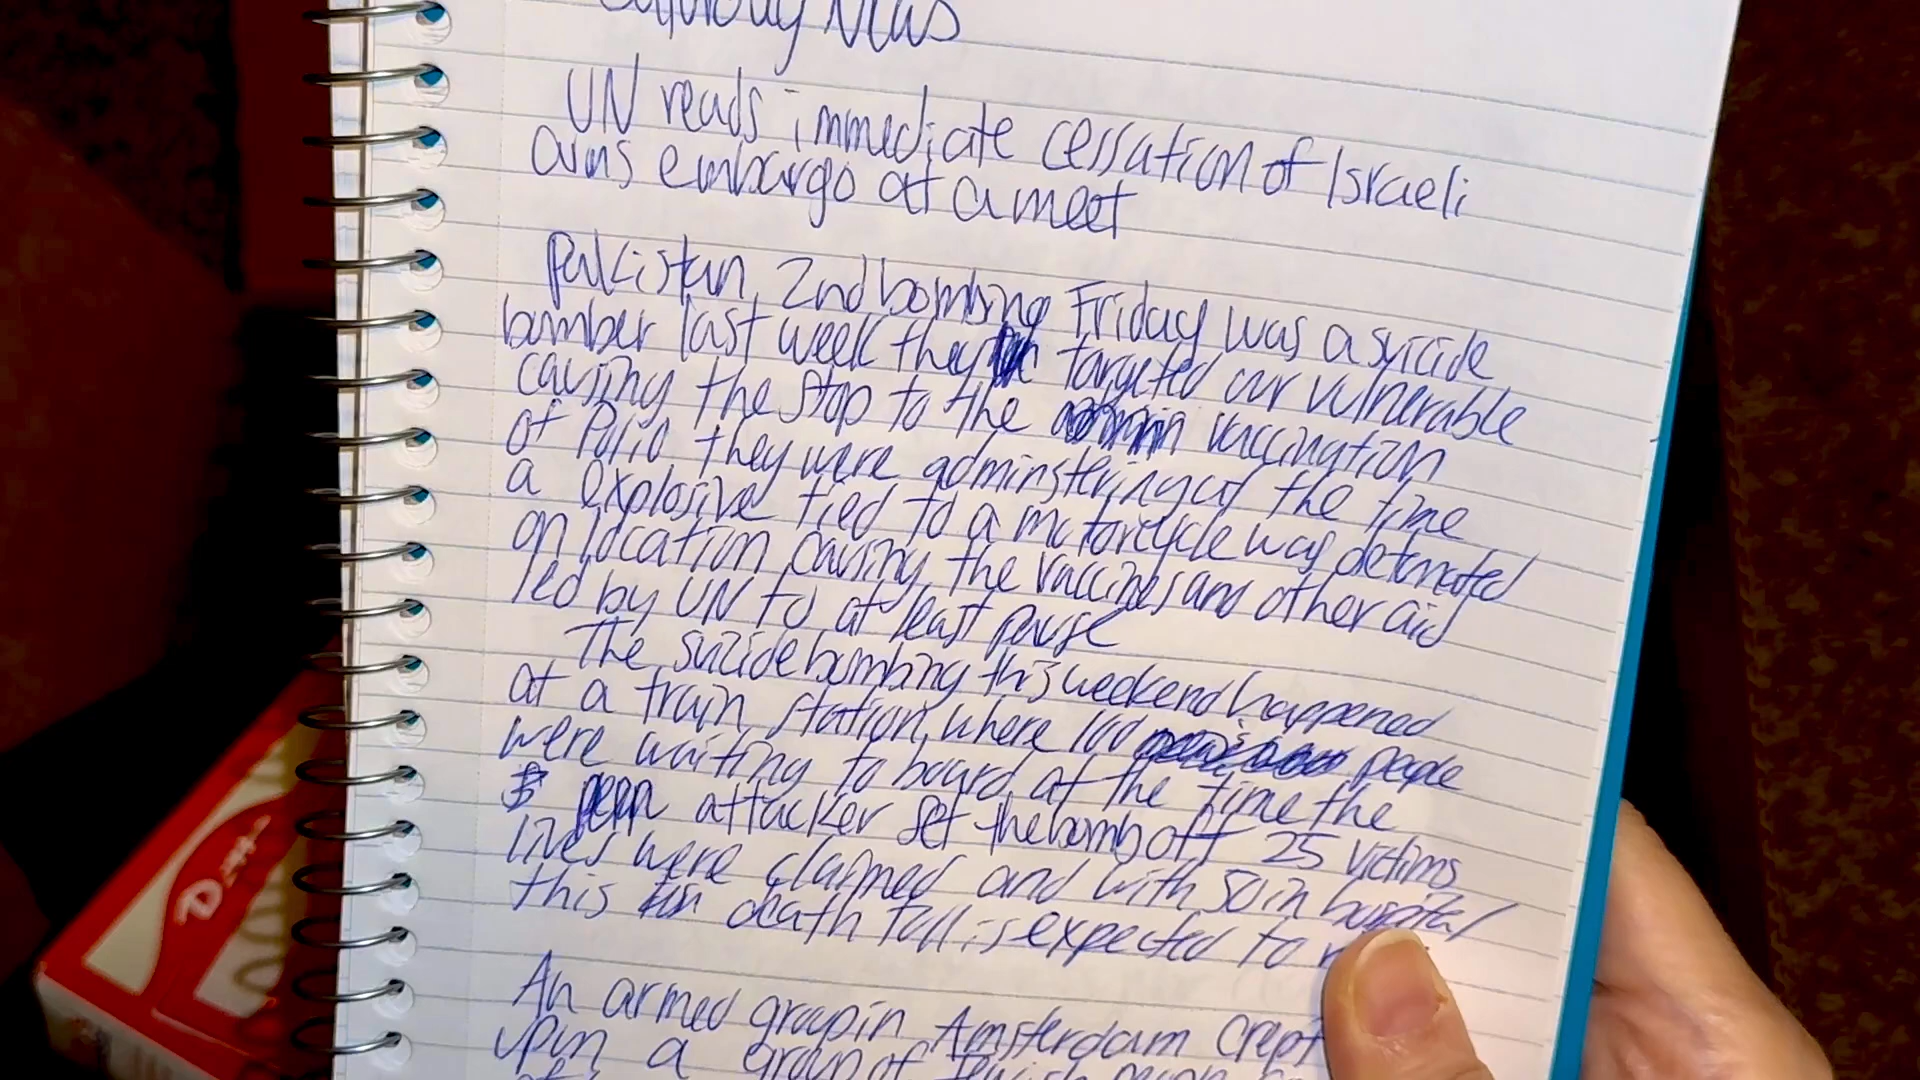 Saturday News
UN reads immediate cessation of Israeli
arms embargo at a meet
Pakistan, 2nd bombing Friday was a suicide
bomber last week they targeted our vulnerable
causing the stop to the vaccination
of Polio they were adminstering at the time
a explosive tied to a motorcycle was detonated
on location causing the vaccines and other aid
led by UN to at least pause
The suicide bombing this weekend happened
at a train station where 100 people
were waiting to board at the time the
attacker set the bomb off 25 victims
lives were claimed and with 50 in hospital
this death toll is expected to
An armed group in Amsterdam crept
upon a group of Jewish